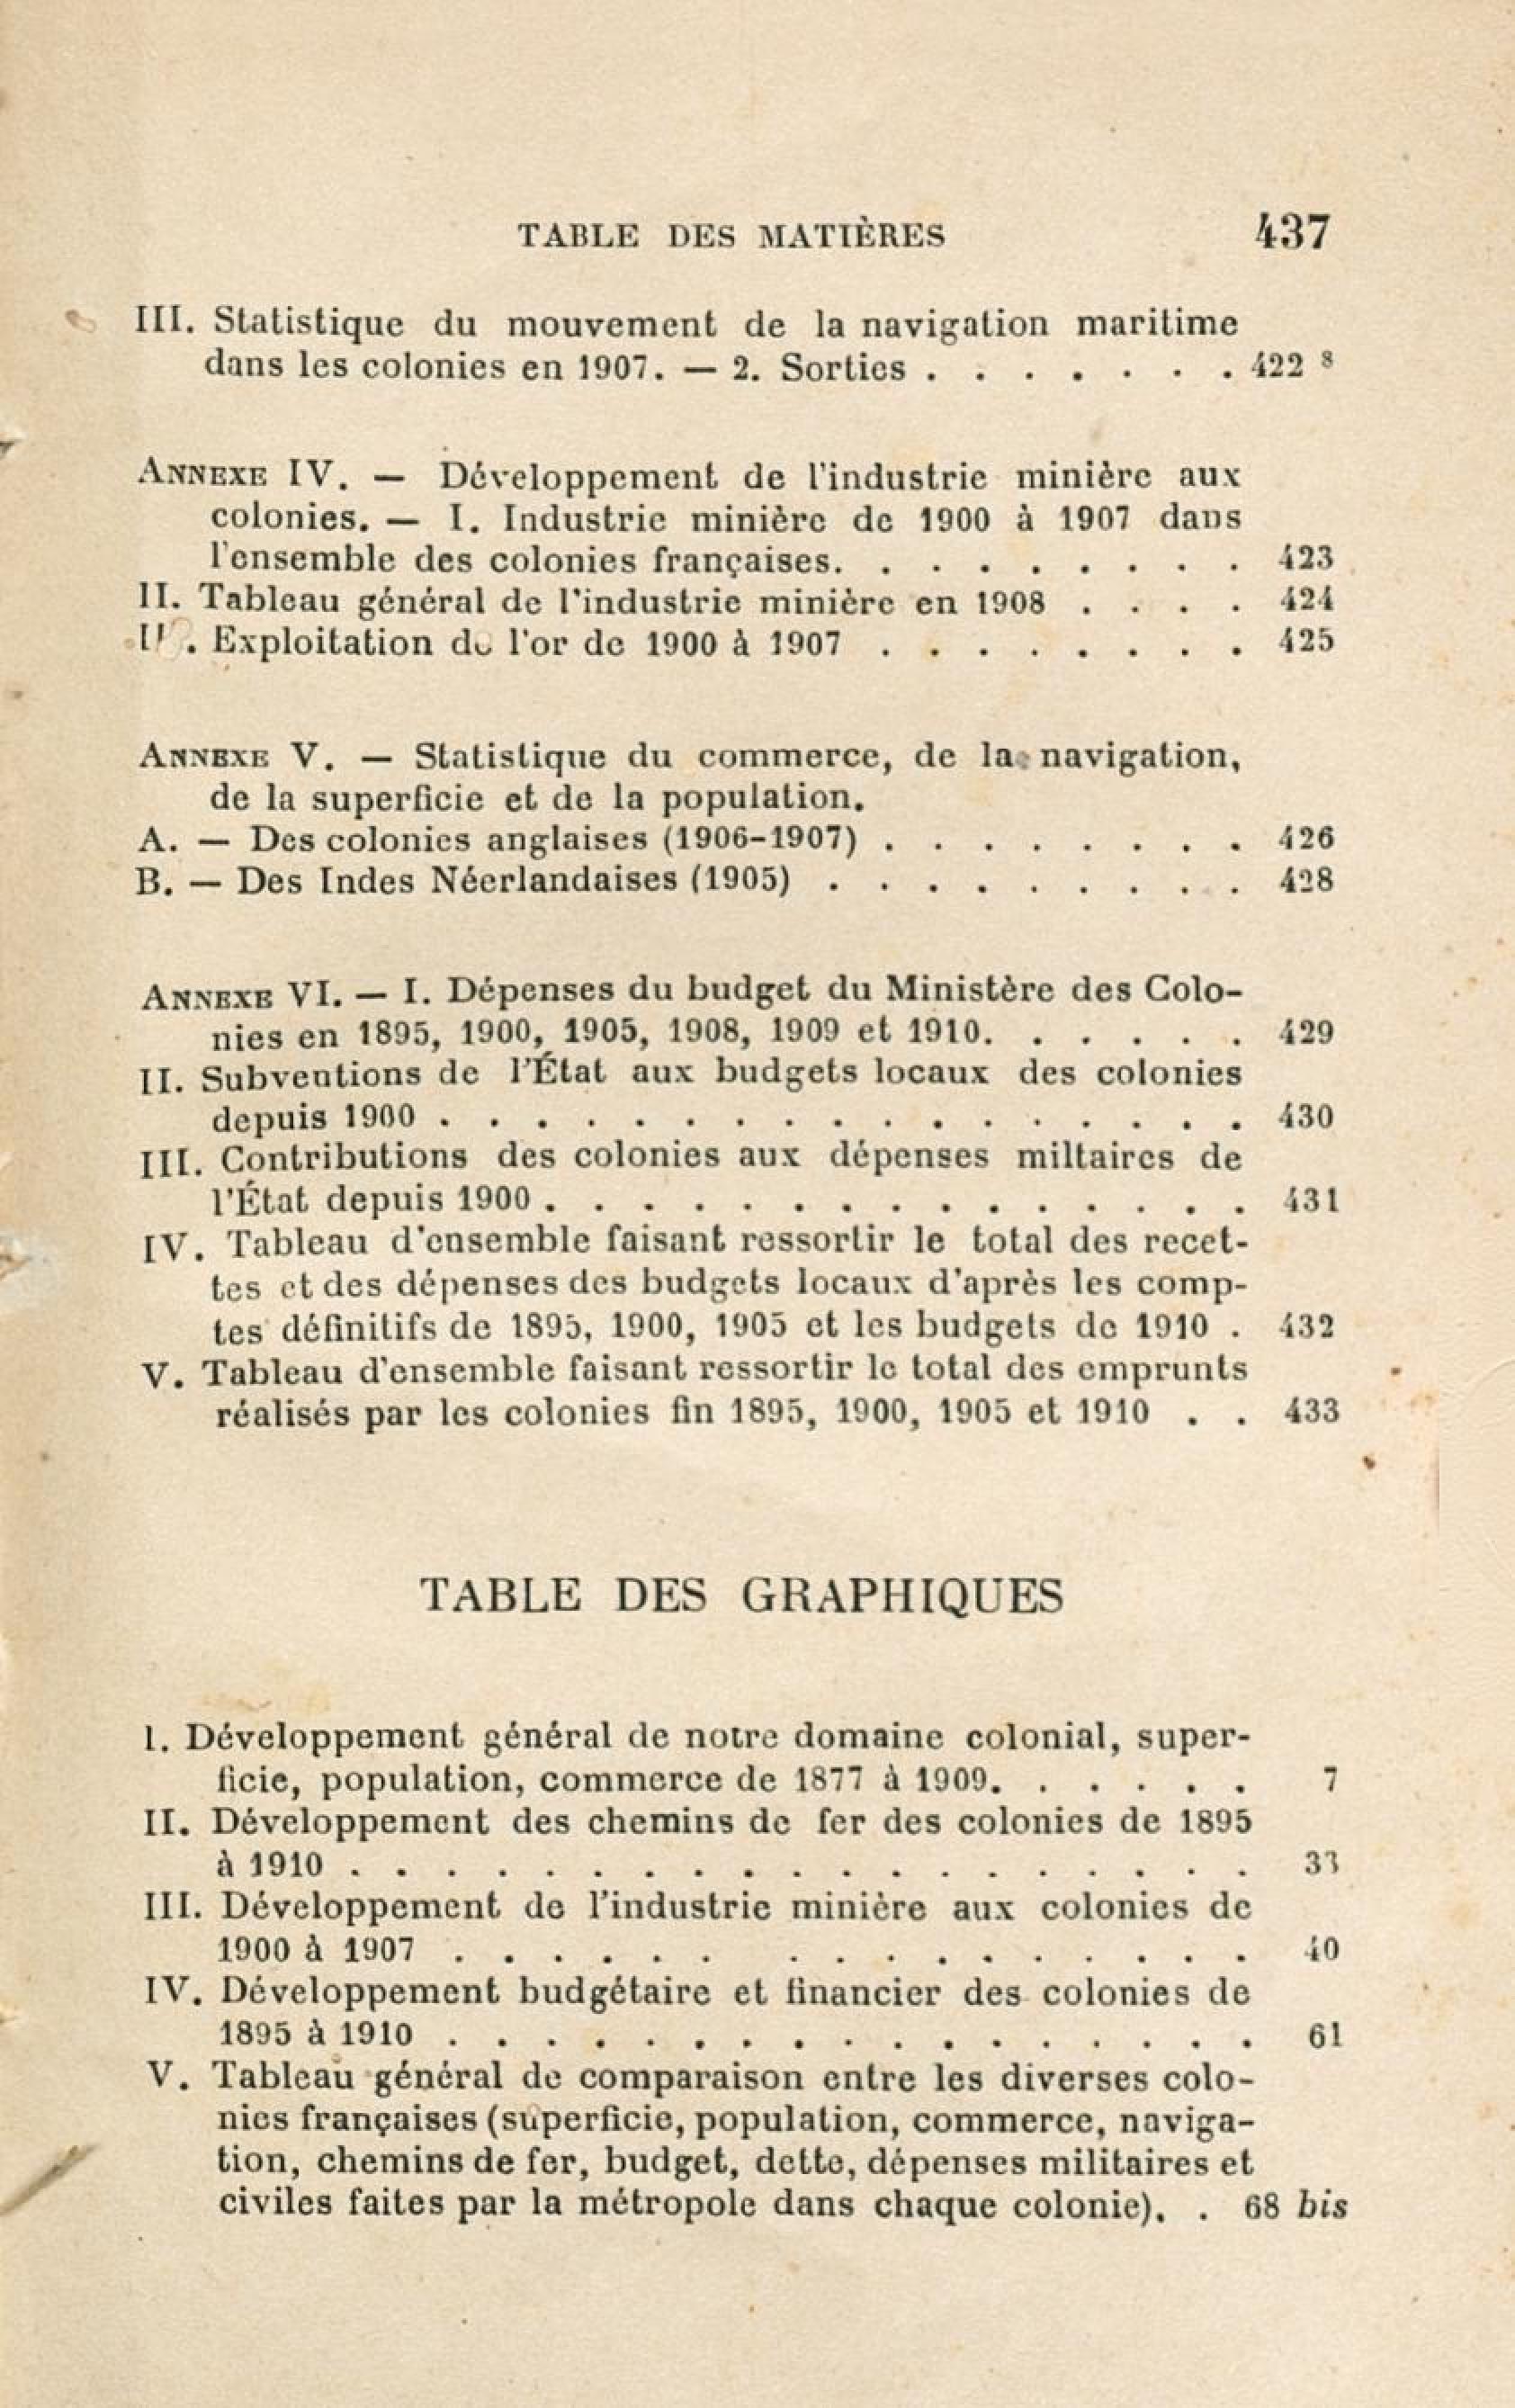 TABLE DES MATIÈRES 437
III. Statistique du mouvement de la navigation maritime
dans les colonies en 1907. — 2. Sorties . . . . . . . 422 8
ANNEXE IV. — Développement de l'industrie minière aux
colonies. — I. Industrie minière de 1900 à 1907 dans
l'ensemble des colonies françaises. . . . . . . . . 423
II. Tableau général de l'industrie minière en 1908 . . . . 424
. Exploitation de l'or de 1900 à 1907 . . . . . . . . 425
ANNEXE V. — Statistique du commerce, de la navigation,
de la superficie et de la population.
A. — Des colonies anglaises (1906-1907) . . . . . . . . 426
B. — Des Indes Néerlandaises (1905) . . . . . . . . . 428
ANNEXE VI. — I. Dépenses du budget du Ministère des Colo-
nies en 1895, 1900, 1905, 1908, 1909 et 1910. . . . . . 429
II. Subventions de l'État aux budgets locaux des colonies
depuis 1900 . . . . . . . . . . . . . . . . . 430
III. Contributions des colonies aux dépenses miltaires de
l'État depuis 1900 . . . . . . . . . . . . . . . 431
IV. Tableau d'ensemble faisant ressortir le total des recet-
tes et des dépenses des budgets locaux d'après les comp-
tes définitifs de 1895, 1900, 1905 et les budgets de 1910 . 432
V. Tableau d'ensemble faisant ressortir le total des emprunts
réalisés par les colonies fin 1895, 1900, 1905 et 1910 . . 433
TABLE DES GRAPHIQUES
I. Développement général de notre domaine colonial, super-
ficie, population, commerce de 1877 à 1909. . . . . . 7
II. Développement des chemins de fer des colonies de 1895
à 1910 . . . . . . . . . . . . . . . . . . . 33
III. Développement de l'industrie minière aux colonies de
1900 à 1907 . . . . . . . . . . . . . . . . 40
IV. Développement budgétaire et financier des colonies de
1895 à 1910 . . . . . . . . . . . . . . . . . 61
V. Tableau général de comparaison entre les diverses colo-
nies françaises (superficie, population, commerce, naviga-
tion, chemins de fer, budget, dette, dépenses militaires et
civiles faites par la métropole dans chaque colonie). . 68 bis